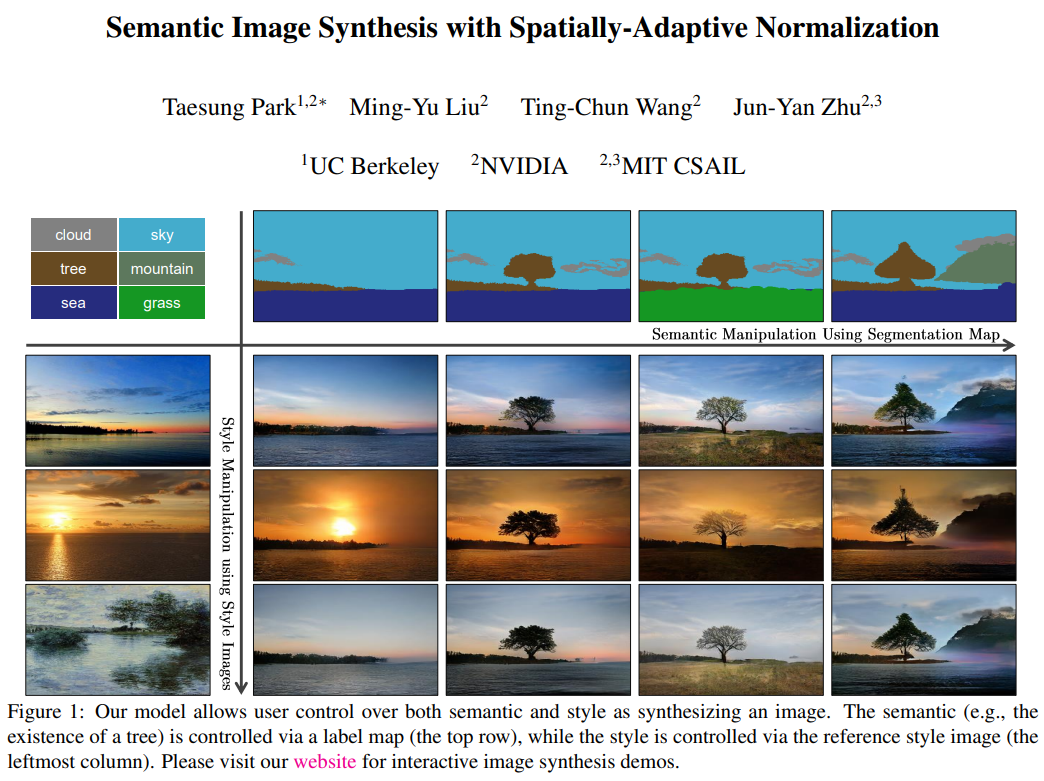 Semantic Image Synthesis with Spatially-Adaptive Normalization
Taesung Park1,2∗ Ming-Yu Liu2 Ting-Chun Wang2 Jun-Yan Zhu2,3
1UC Berkeley 2NVIDIA 2,3MIT CSAIL
cloud sky
tree mountain
sea grass
Semantic Manipulation Using Segmentation Map
Style Manipulation using Style Images
Figure 1: Our model allows user control over both semantic and style as synthesizing an image. The semantic (e.g., the
existence of a tree) is controlled via a label map (the top row), while the style is controlled via the reference style image (the
leftmost column). Please visit our website for interactive image synthesis demos.